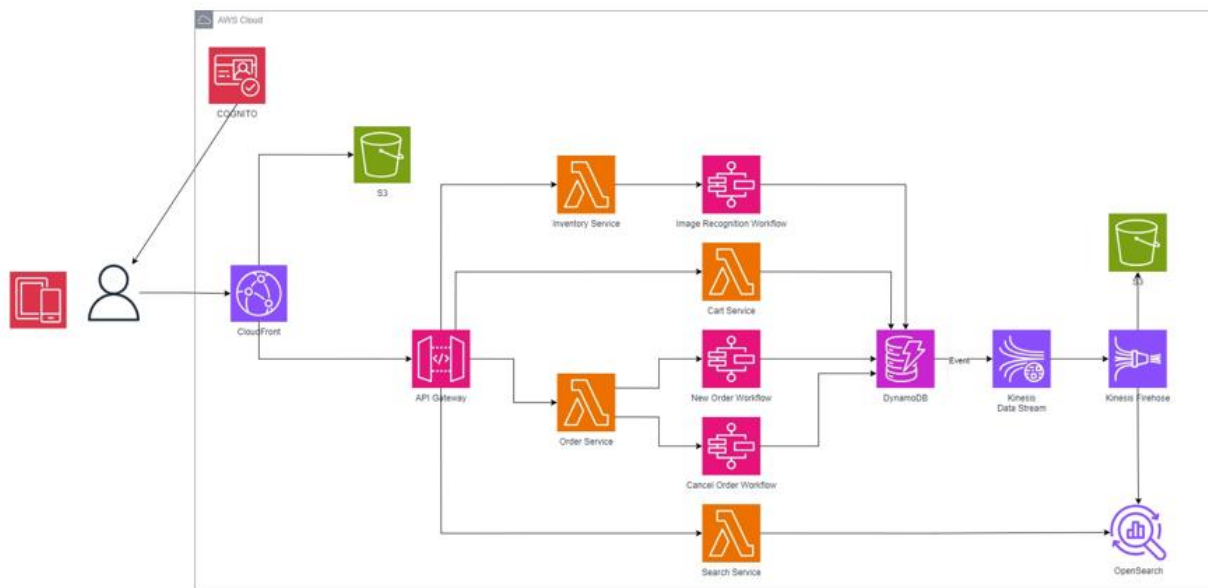 AWS Cloud
COGNITO
S3
Inventory Service
Image Recognition Workflow
S3
CloudFront
Cart Service
</>
API Gateway
New Order Workflow
DynamoDB
Event
Kinesis
Data Stream
Kinesis Firehose
Order Service
Cancel Order Workflow
Search Service
OpenSearch